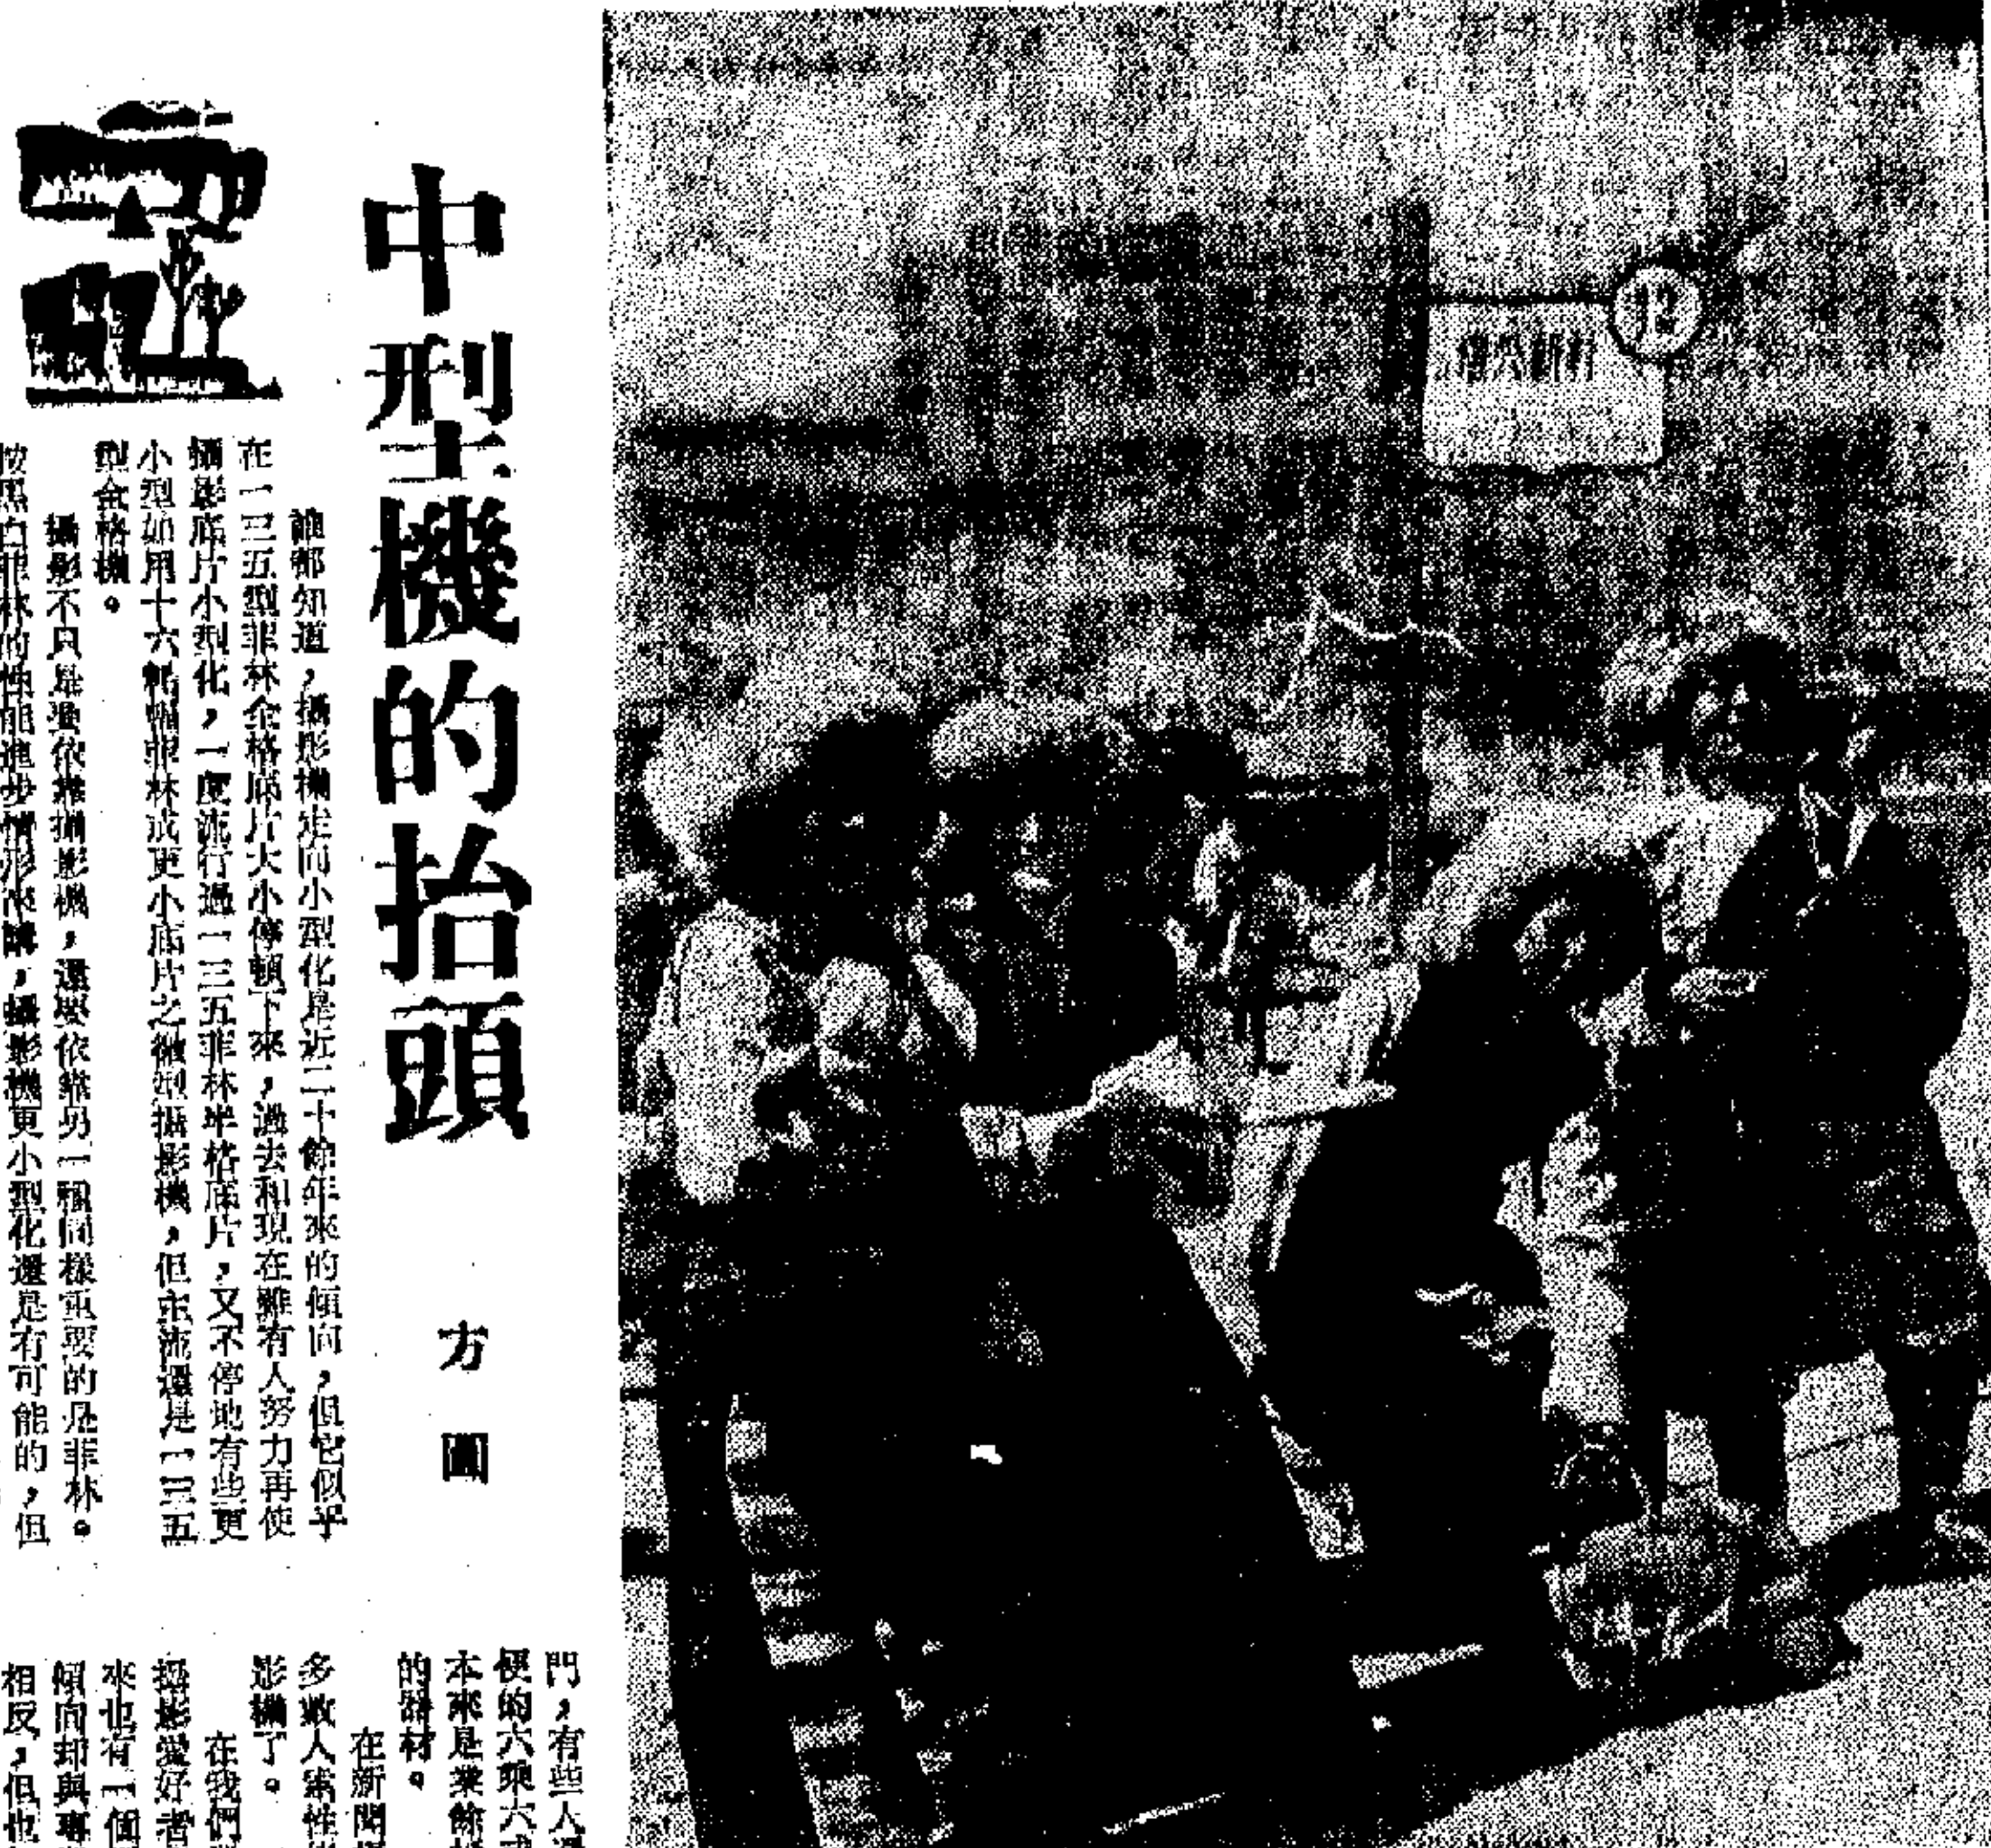 中型機的抬頭
方圓
誰都知道，攝影機走向小型化是近二十餘年來的傾向，但它似乎
在一三五型菲林全格底片大小停頓下來，過去和現在雖有人努力再使
攝影底片小型化，一度流行過一三五菲林半格底片，又不停地有些更
小型如用十六糎幅菲林或更小底片之微型攝影機，但主流還是一三五
型全格機。
攝影不只是要依靠攝影機，還要依靠另一種同樣重要的是菲林。
按黑白菲林的性能進步情形來講，攝影機更小型化還是有可能的，但
門，有些人
便的六乘六
本來是業餘
的器材。
在新聞
多數人索性
影機了。
在我們
攝影愛好者
來也有一個
傾向却與專
相反，但也
12